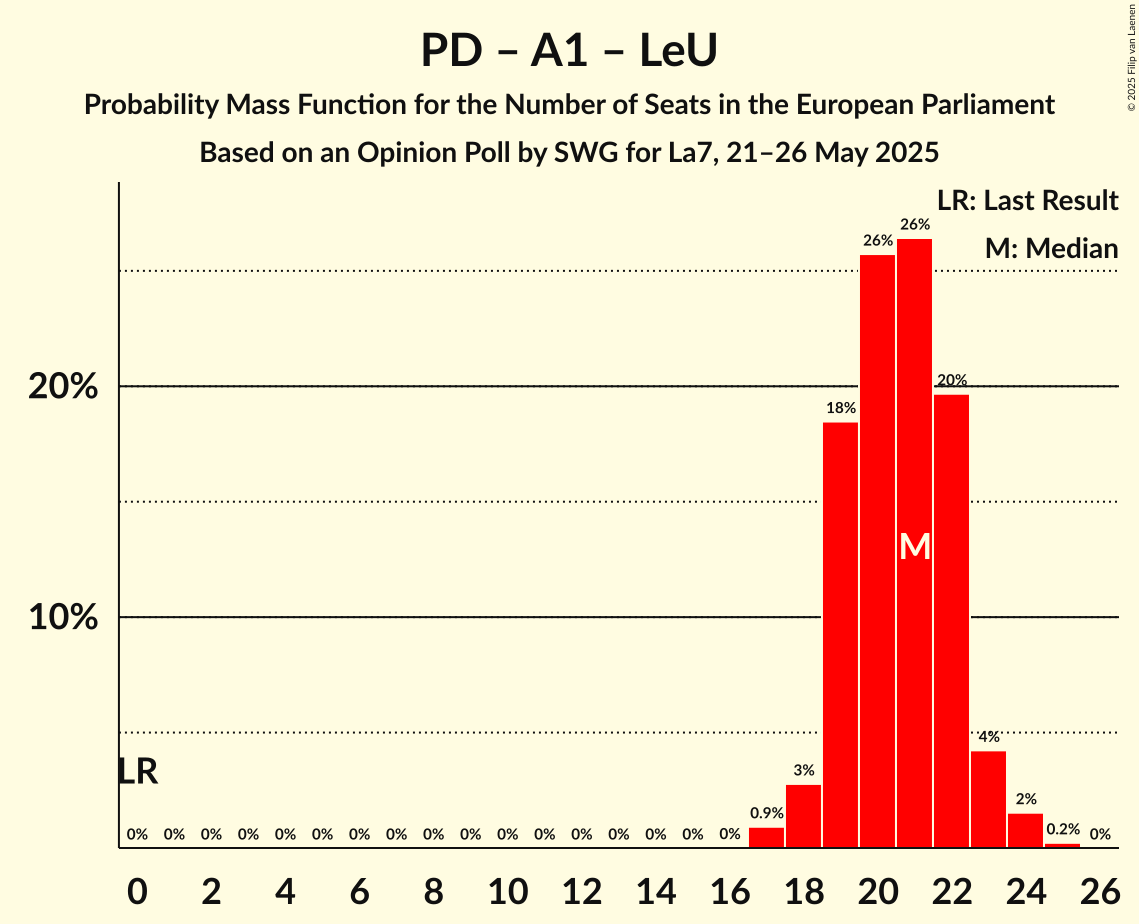 PD – A1 – LeU
Probability Mass Function for the Number of Seats in the European Parliament
Based on an Opinion Poll by SWG for La7, 21–26 May 2025
© 2025 Filip van Laenen
LR: Last Result
M: Median
26%
26%
20%
20%
18%
M
10%
4%
LR
3%
2%
0% 0% 0% 0% 0% 0% 0% 0% 0% 0% 0% 0% 0% 0% 0% 0% 0% 0.9% 0.2% 0%
0 2 4 6 8 10 12 14 16 18 20 22 24 26